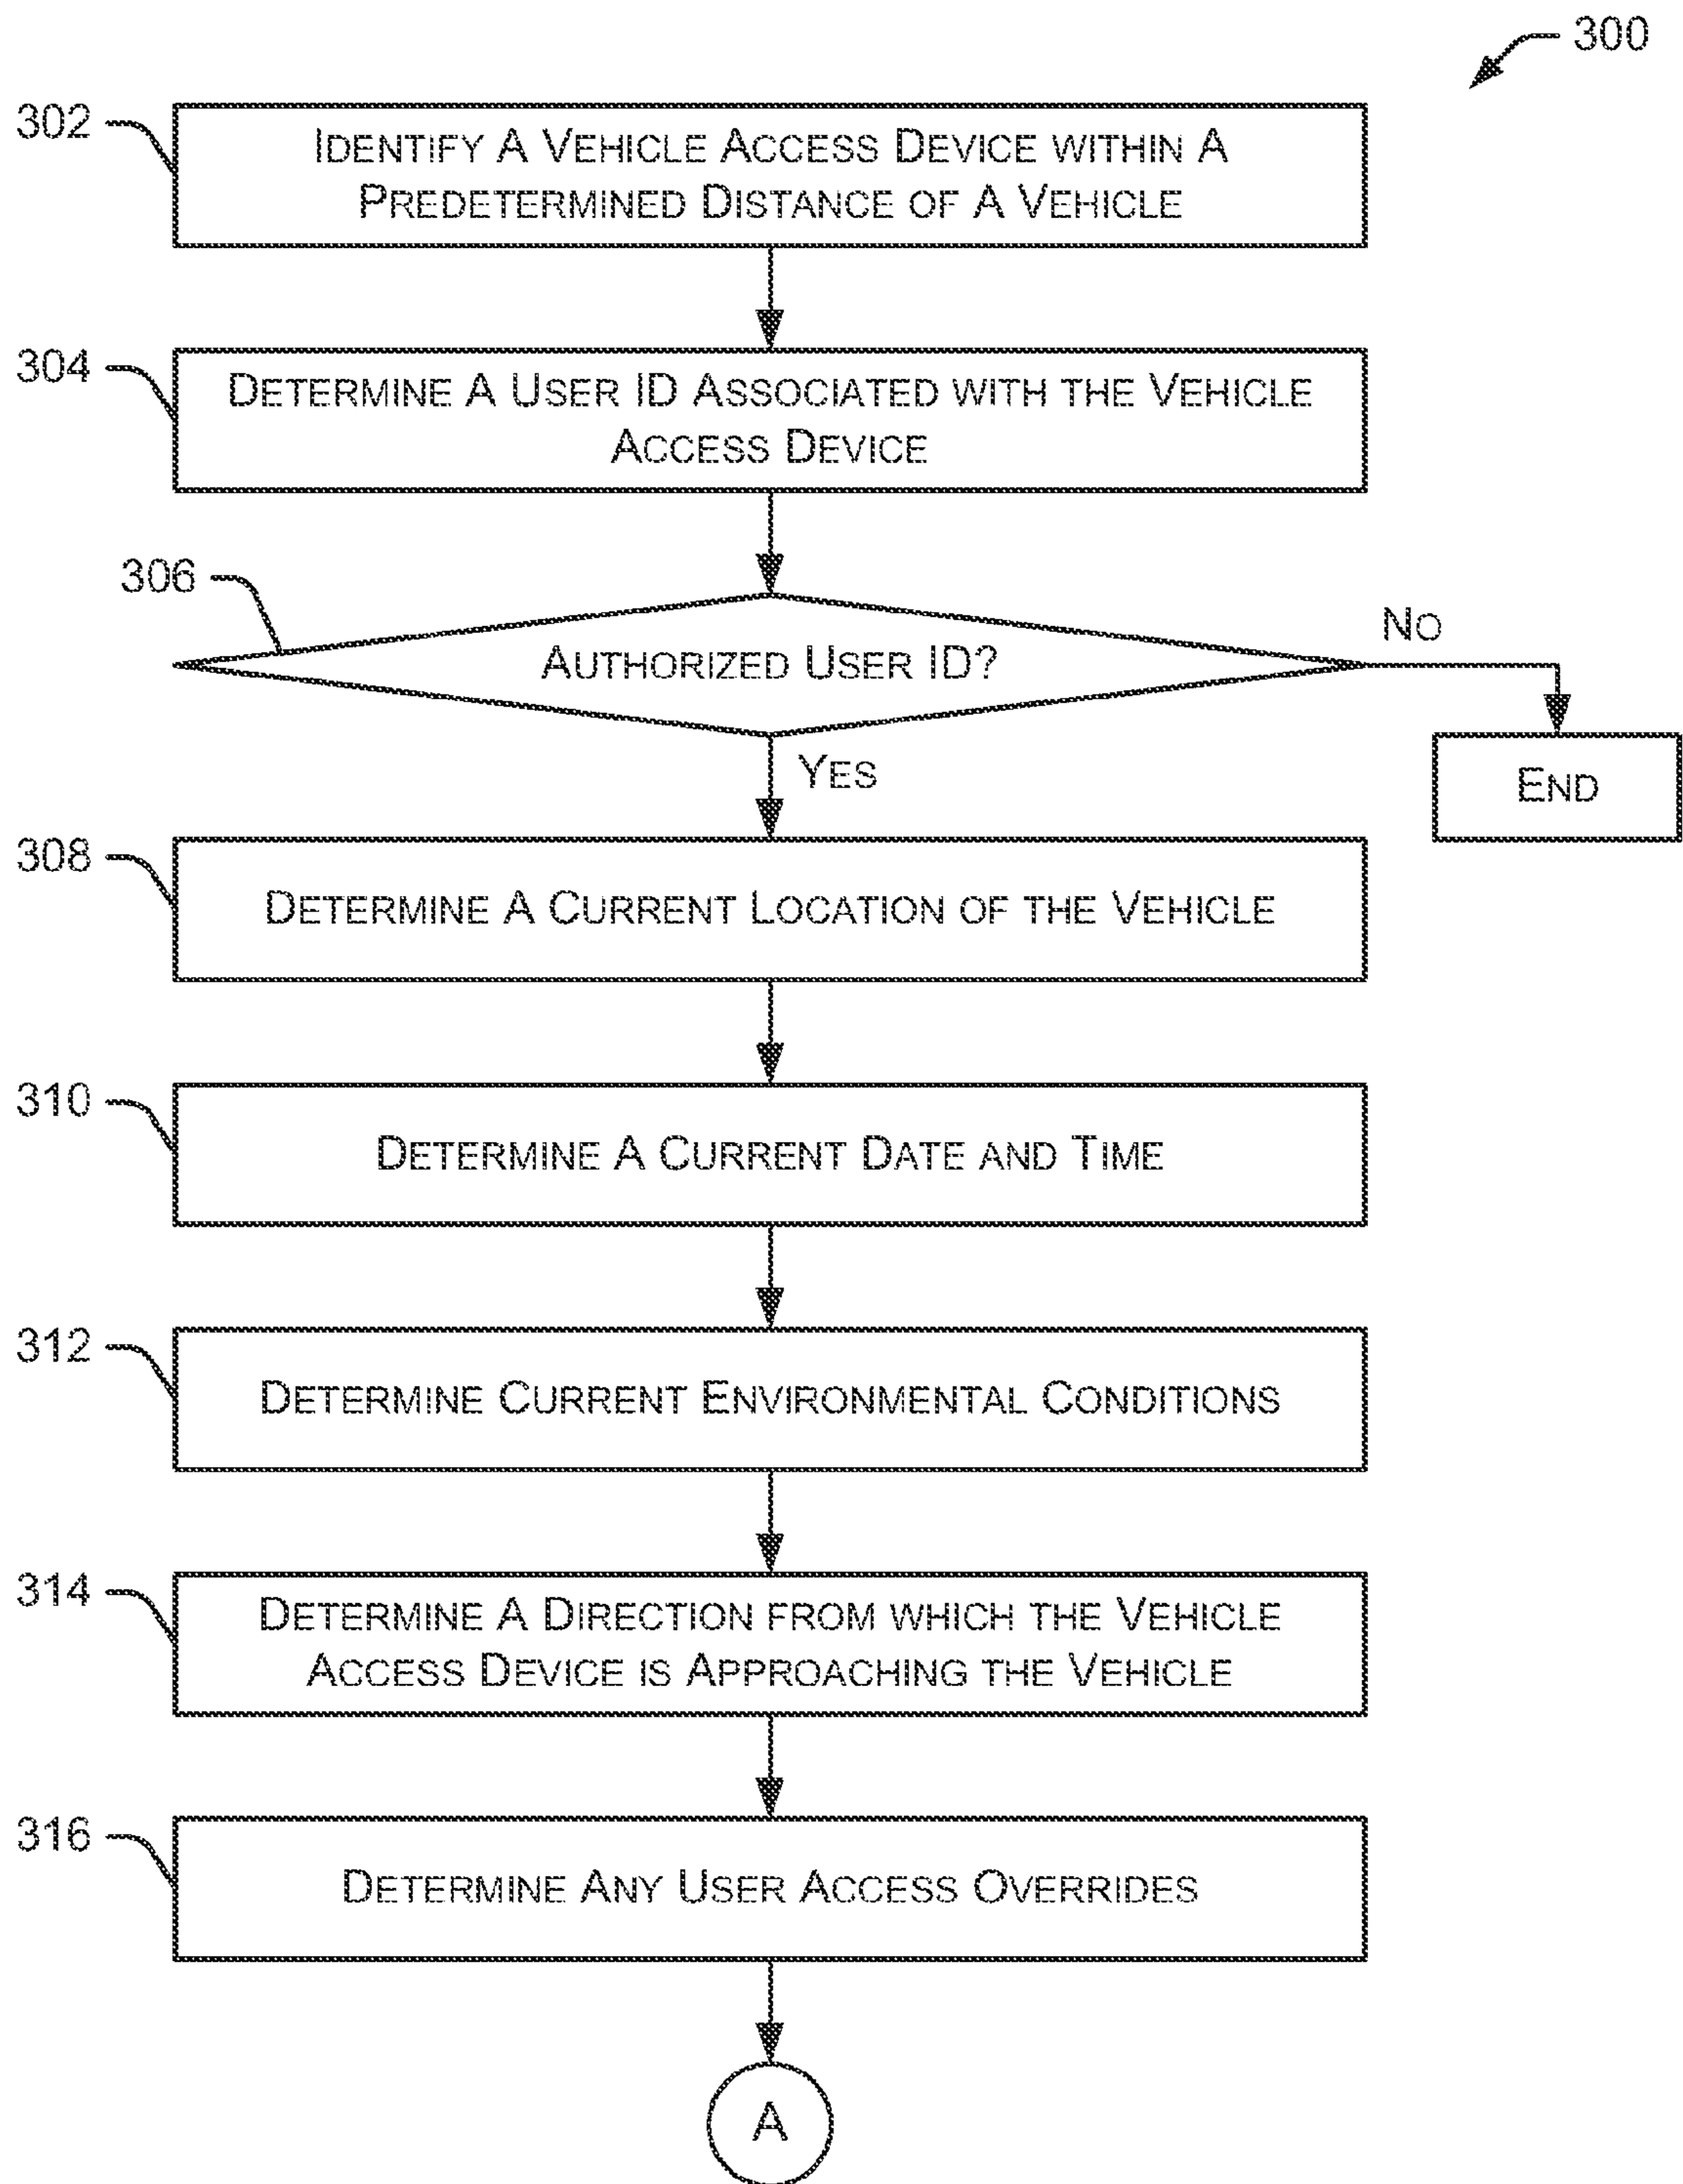 300
302
IDENTIFY A VEHICLE ACCESS DEVICE WITHIN A
PREDETERMINED DISTANCE OF A VEHICLE
304
DETERMINE A USER ID ASSOCIATED WITH THE VEHICLE
ACCESS DEVICE
306
AUTHORIZED USER ID?
NO
YES
END
308
DETERMINE A CURRENT LOCATION OF THE VEHICLE
310
DETERMINE A CURRENT DATE AND TIME
312
DETERMINE CURRENT ENVIRONMENTAL CONDITIONS
314
DETERMINE A DIRECTION FROM WHICH THE VEHICLE
ACCESS DEVICE IS APPROACHING THE VEHICLE
316
DETERMINE ANY USER ACCESS OVERRIDES
A